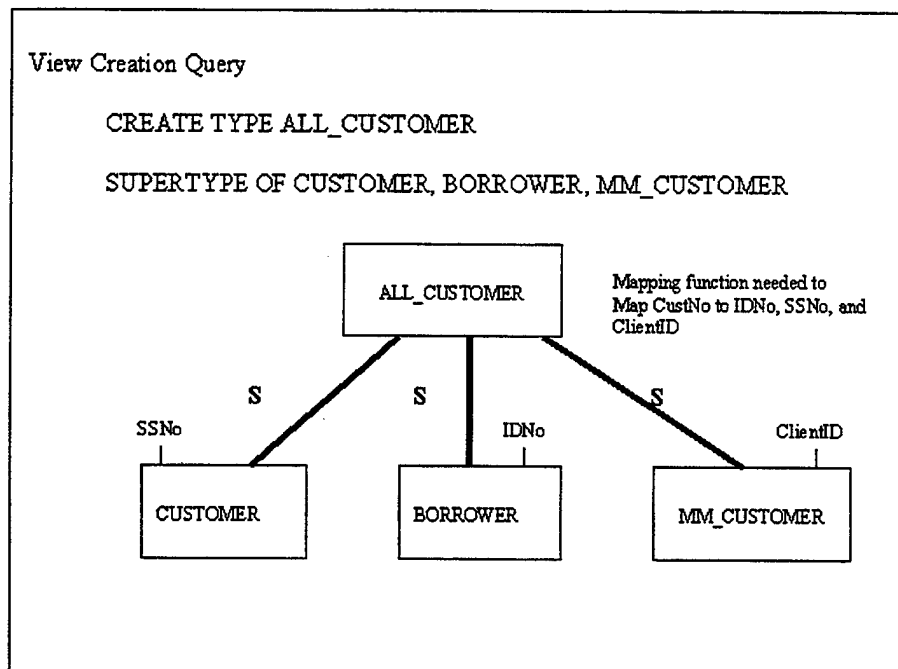 View Creation Query
CREATE TYPE ALL_CUSTOMER
SUPERTYPE OF CUSTOMER, BORROWER, MM_CUSTOMER
ALL_CUSTOMER
Mapping function needed to
Map CustNo to IDNo, SSNo, and
ClientID
S
S
S
SSNo
IDNo
ClientID
CUSTOMER
BORROWER
MM_CUSTOMER